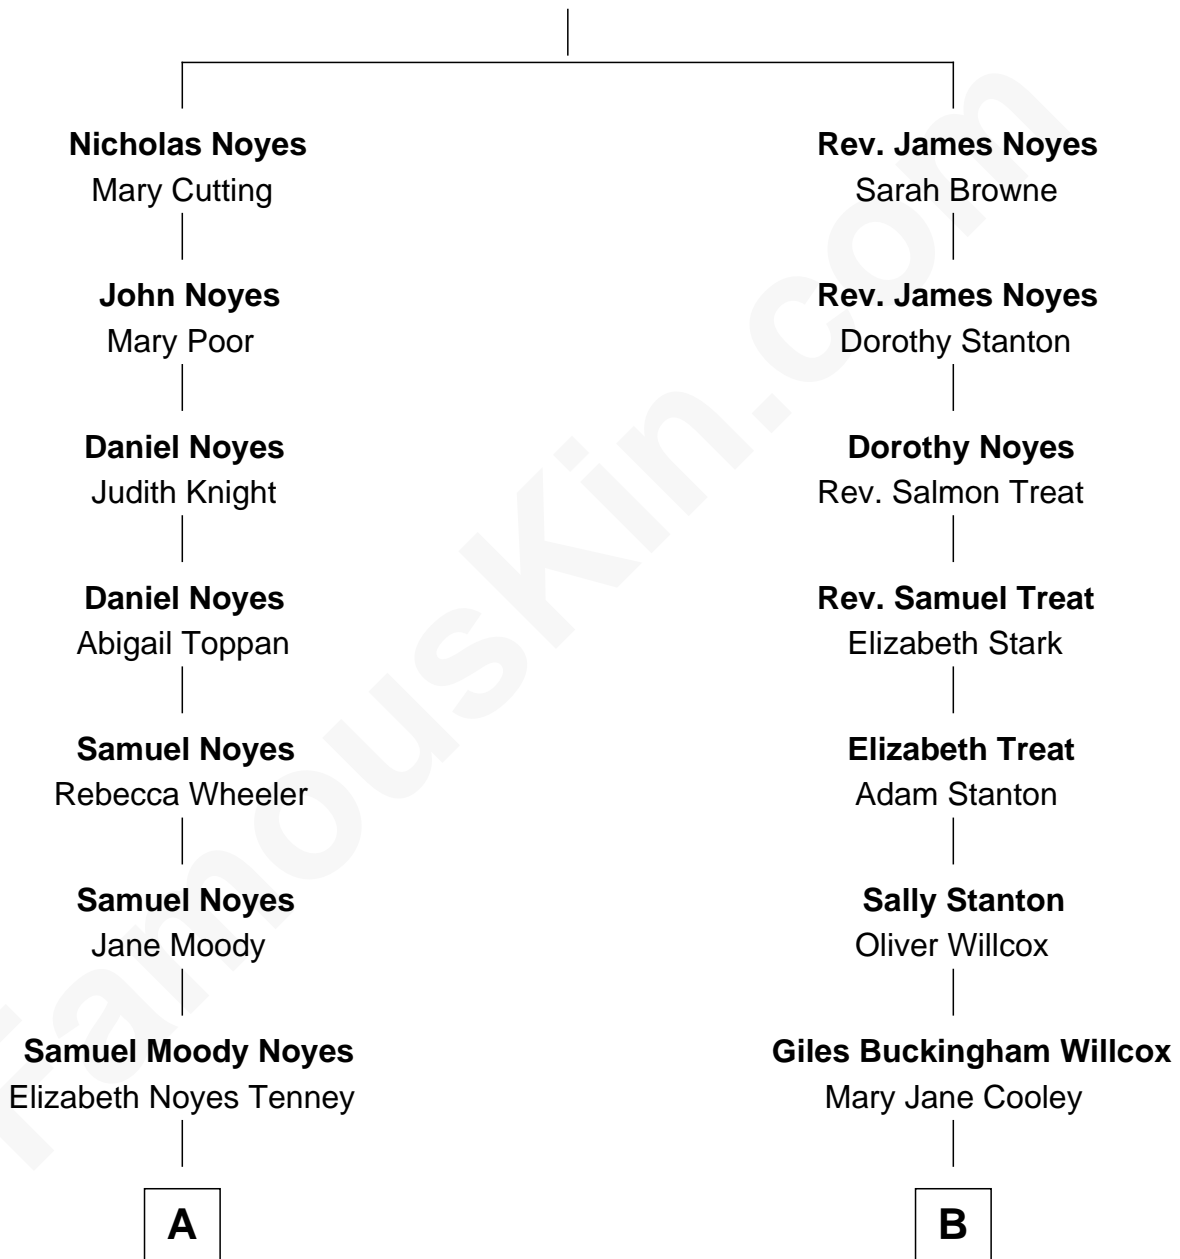 Nicholas Noyes
Mary Cutting
John Noyes
Mary Poor
Daniel Noyes
Judith Knight
Daniel Noyes
Abigail Toppan
Samuel Noyes
Rebecca Wheeler
Samuel Noyes
Jane Moody
Samuel Moody Noyes
Elizabeth Noyes Tenney
A
Rev. James Noyes
Sarah Browne
Rev. James Noyes
Dorothy Stanton
Dorothy Noyes
Rev. Salmon Treat
Rev. Samuel Treat
Elizabeth Stark
Elizabeth Treat
Adam Stanton
Sally Stanton
Oliver Willcox
Giles Buckingham Willcox
Mary Jane Cooley
B
FamousKin.com